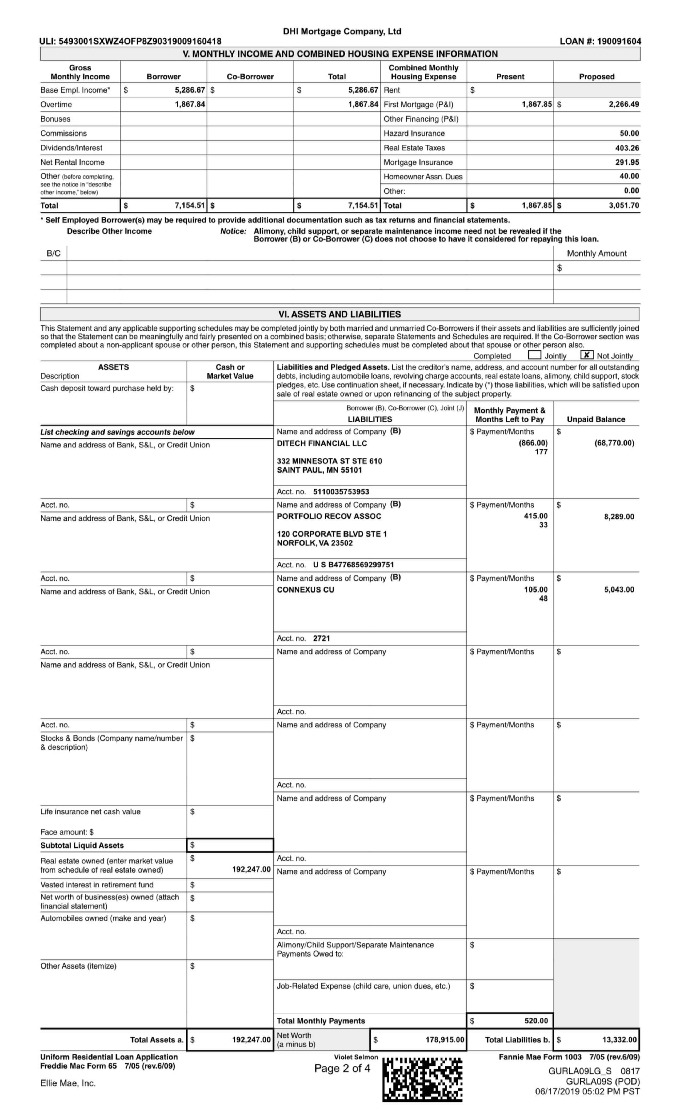 DHI Mortgage Company, Ltd
ULI: 5493001SXWZ4OFP8Z90319009160418 LOAN #: 190091604
V. MONTHLY INCOME AND COMBINED HOUSING EXPENSE INFORMATION
Gross Monthly Income Borrower Co-Borrower Total Combined Monthly Housing Expense Present Proposed
Base Empl. Income* $ 5,286.67 $ $ 5,286.67 Rent $
Overtime 1,867.84 1,867.84 First Mortgage (P&I) 1,867.85 $ 2,266.49
Bonuses Other Financing (P&I)
Commissions Hazard Insurance 50.00
Dividends/Interest Real Estate Taxes 403.26
Net Rental Income Mortgage Insurance 291.95
Other (before completing, see the notice in "describe other income," below) Homeowner Assn. Dues 40.00
Other: 0.00
Total $ 7,154.51 $ $ 7,154.51 Total $ 1,867.85 $ 3,051.70
* Self Employed Borrower(s) may be required to provide additional documentation such as tax returns and financial statements.
Describe Other Income Notice: Alimony, child support, or separate maintenance income need not be revealed if the
Borrower (B) or Co-Borrower (C) does not choose to have it considered for repaying this loan.
B/C Monthly Amount
$
VI. ASSETS AND LIABILITIES
This Statement and any applicable supporting schedules may be completed jointly by both married and unmarried Co-Borrowers if their assets and liabilities are sufficiently joined
so that the Statement can be meaningfully and fairly presented on a combined basis; otherwise, separate Statements and Schedules are required. If the Co-Borrower section was
completed about a non-applicant spouse or other person, this Statement and supporting schedules must be completed about that spouse or other person also.
Completed Jointly X Not Jointly
ASSETS Cash or Market Value
Description
Cash deposit toward purchase held by: $
Liabilities and Pledged Assets. List the creditor's name, address, and account number for all outstanding
debts, including automobile loans, revolving charge accounts, real estate loans, alimony, child support, stock
pledges, etc. Use continuation sheet, if necessary. Indicate by (*) those liabilities, which will be satisfied upon
sale of real estate owned or upon refinancing of the subject property.
Borrower (B), Co-Borrower (C), Joint (J)
LIABILITIES Monthly Payment & Months Left to Pay Unpaid Balance
List checking and savings accounts below Name and address of Company (B) $ Payment/Months $
Name and address of Bank, S&L, or Credit Union DITECH FINANCIAL LLC (866.00) (68,770.00)
177
332 MINNESOTA ST STE 610
SAINT PAUL, MN 55101
Acct. no. 5110035753953
Acct. no. $ Name and address of Company (B) $ Payment/Months $
Name and address of Bank, S&L, or Credit Union PORTFOLIO RECOV ASSOC 415.00 8,289.00
33
120 CORPORATE BLVD STE 1
NORFOLK, VA 23502
Acct. no. U S B47768569299751
Acct. no. $ Name and address of Company (B) $ Payment/Months $
Name and address of Bank, S&L, or Credit Union CONNEXUS CU 105.00 5,043.00
48
Acct. no. 2721
Acct. no. $ Name and address of Company $ Payment/Months $
Name and address of Bank, S&L, or Credit Union
Acct. no.
Acct. no. $ Name and address of Company $ Payment/Months $
Stocks & Bonds (Company name/number & description) $
Acct. no.
Name and address of Company $ Payment/Months $
Life insurance net cash value $
Face amount: $
Subtotal Liquid Assets $
Acct. no.
Real estate owned (enter market value from schedule of real estate owned) $ 192,247.00 Name and address of Company $ Payment/Months $
Vested interest in retirement fund $
Net worth of business(es) owned (attach financial statement) $
Automobiles owned (make and year) $
Acct. no.
Alimony/Child Support/Separate Maintenance Payments Owed to: $
Other Assets (itemize) $
Job-Related Expense (child care, union dues, etc.) $
Total Monthly Payments $ 520.00
Total Assets a. $ 192,247.00 Net Worth (a minus b) $ 178,915.00 Total Liabilities b. $ 13,332.00
Uniform Residential Loan Application Violet Selmon Fannie Mae Form 1003 7/05 (rev.6/09)
Freddie Mac Form 65 7/05 (rev.6/09) Page 2 of 4
GURLA09LG_S 0817
Ellie Mae, Inc. GURLA09S (POD)
06/17/2019 05:02 PM PST